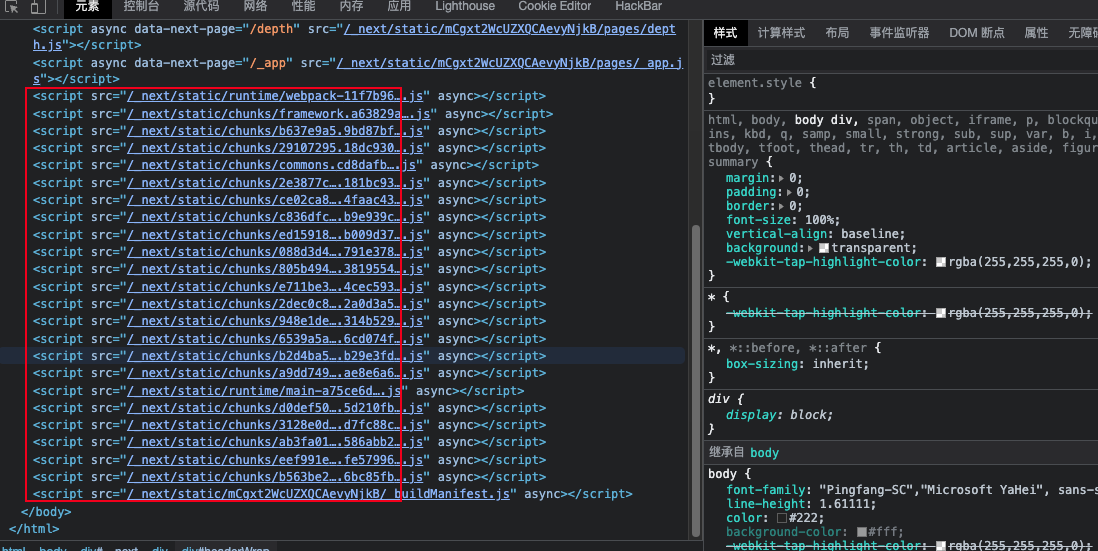 元素 控制台 源代码 网络 性能 内存 应用 Lighthouse Cookie Editor HackBar
<script async data-next-page="/depth" src="/_next/static/mCgxt2WcUZXQCAevyNjkB/pages/dept
h.js"></script>
<script async data-next-page="/_app" src="/_next/static/mCgxt2WcUZXQCAevyNjkB/pages/_app.j
s"></script>
<script src="/_next/static/runtime/webpack-11f7b96….js" async></script>
<script src="/_next/static/chunks/framework.a63829a….js" async></script>
<script src="/_next/static/chunks/b637e9a5.9bd87bf….js" async></script>
<script src="/_next/static/chunks/29107295.18dc930….js" async></script>
<script src="/_next/static/chunks/commons.cd8dafb….js" async></script>
<script src="/_next/static/chunks/2e3877c….181bc93….js" async></script>
<script src="/_next/static/chunks/ce02ca8….4faac43….js" async></script>
<script src="/_next/static/chunks/c836dfc….b9e939c….js" async></script>
<script src="/_next/static/chunks/ed15918….b009d37….js" async></script>
<script src="/_next/static/chunks/088d3d4….791e378….js" async></script>
<script src="/_next/static/chunks/805b494….3819554….js" async></script>
<script src="/_next/static/chunks/e711be3….4cec593….js" async></script>
<script src="/_next/static/chunks/2dec0c8….2a0d3a5….js" async></script>
<script src="/_next/static/chunks/948e1de….314b529….js" async></script>
<script src="/_next/static/chunks/6539a5a….6cd074f….js" async></script>
<script src="/_next/static/chunks/b2d4ba5….b29e3fd….js" async></script>
<script src="/_next/static/chunks/a9dd749….ae8e6a6….js" async></script>
<script src="/_next/static/runtime/main-a75ce6d….js" async></script>
<script src="/_next/static/chunks/d0def50….5d210fb….js" async></script>
<script src="/_next/static/chunks/3128e0d….d7fc88c….js" async></script>
<script src="/_next/static/chunks/ab3fa01….586abb2….js" async></script>
<script src="/_next/static/chunks/eef991e….fe57996….js" async></script>
<script src="/_next/static/chunks/b563be2….6bc85fb….js" async></script>
<script src="/_next/static/mCgxt2WcUZXQCAevyNjkB/_buildManifest.js" async></script>
</body>
</html>
html body div#__next div div#headerWrap
样式 计算样式 布局 事件监听器 DOM 断点 属性 无障碍
过滤
element.style {
}
html, body, body div, span, object, iframe, p, blockqu
ins, kbd, q, samp, small, strong, sub, sup, var, b, i,
tbody, tfoot, thead, tr, th, td, article, aside, figur
summary {
margin: 0;
padding: 0;
border: 0;
font-size: 100%;
vertical-align: baseline;
background: transparent;
-webkit-tap-highlight-color: rgba(255,255,255,0);
}
* {
-webkit-tap-highlight-color: rgba(255,255,255,0);
}
*, *::before, *::after {
box-sizing: inherit;
}
div {
display: block;
}
继承自 body
body {
font-family: "Pingfang-SC","Microsoft YaHei", sans-s
line-height: 1.61111;
color: #222;
background-color: #fff;
-webkit-tap-highlight-color: rgba(255,255,255,0);